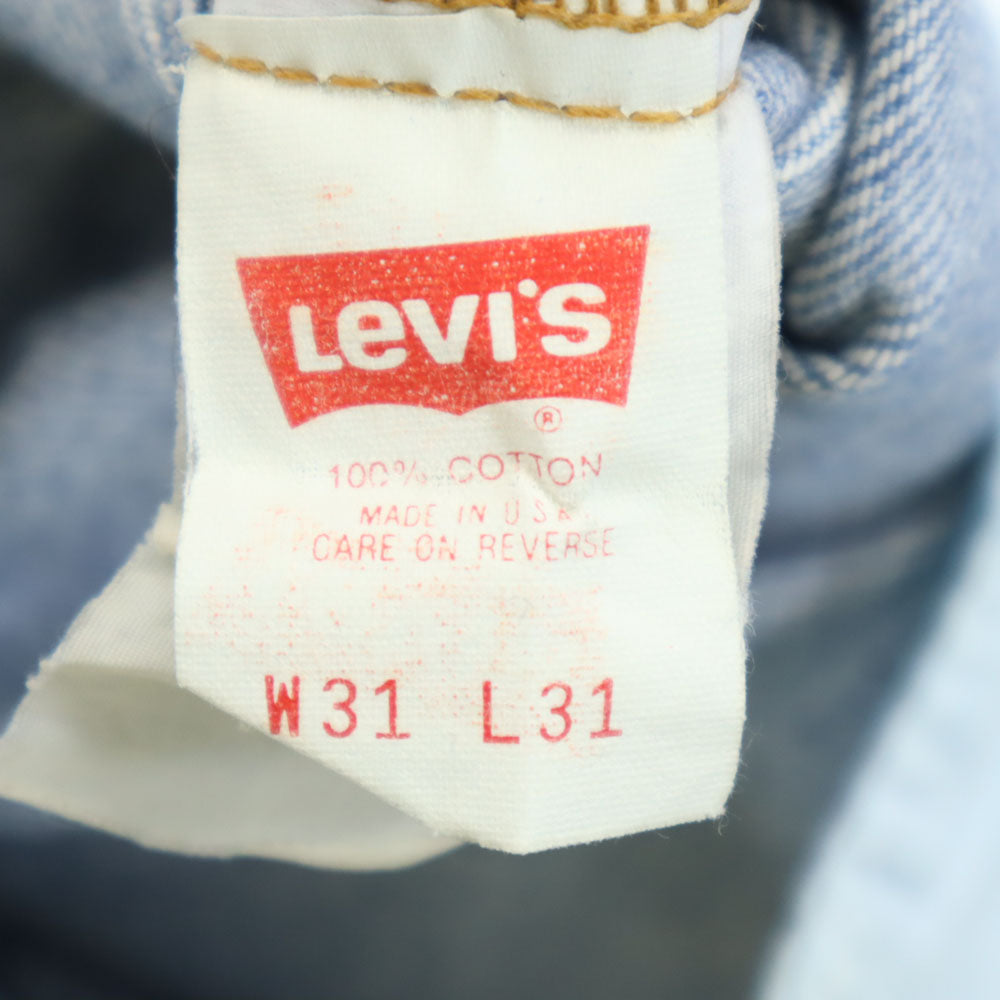 Levi's
®
100% COTTON
MADE IN U S A
CARE ON REVERSE
W31 L31